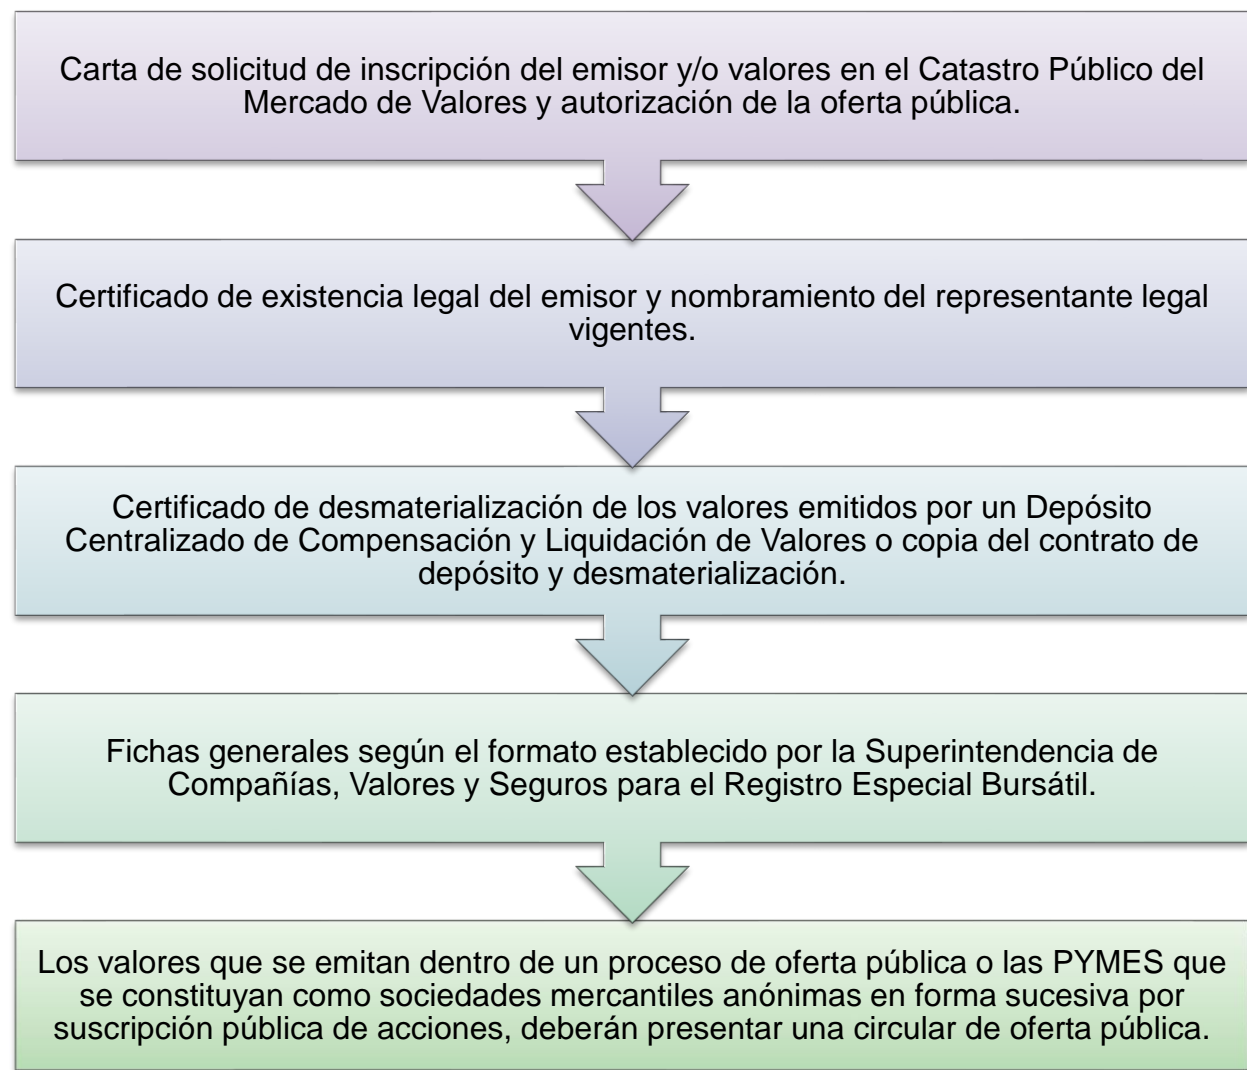 Carta de solicitud de inscripción del emisor y/o valores en el Catastro Público del
Mercado de Valores y autorización de la oferta pública.
Certificado de existencia legal del emisor y nombramiento del representante legal
vigentes.
Certificado de desmaterialización de los valores emitidos por un Depósito
Centralizado de Compensación y Liquidación de Valores o copia del contrato de
depósito y desmaterialización.
Fichas generales según el formato establecido por la Superintendencia de
Compañías, Valores y Seguros para el Registro Especial Bursátil.
Los valores que se emitan dentro de un proceso de oferta pública o las PYMES que
se constituyan como sociedades mercantiles anónimas en forma sucesiva por
suscripción pública de acciones, deberán presentar una circular de oferta pública.